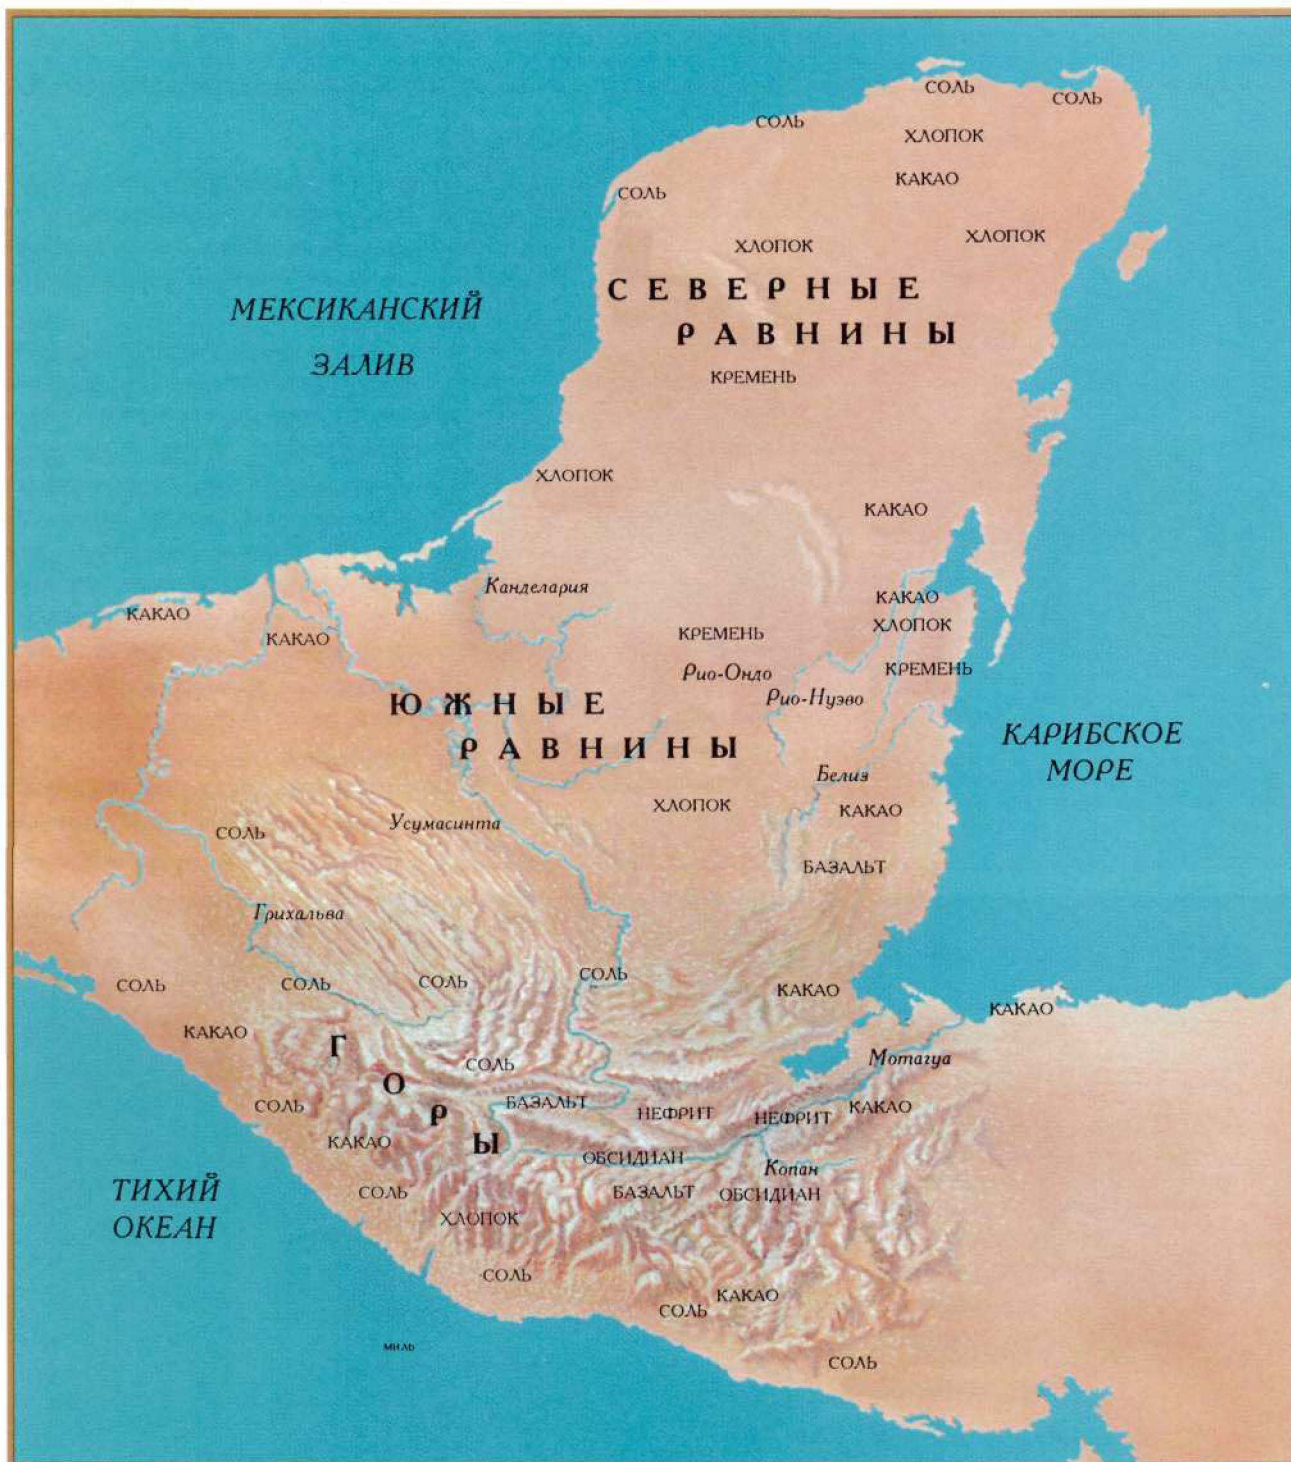 СОЛЬ
СОЛЬ
СОЛЬ
ХЛОПОК
КАКАО
СОЛЬ
ХЛОПОК
ХЛОПОК
СЕВЕРНЫЕ
РАВНИНЫ
МЕКСИКАНСКИЙ
ЗАЛИВ
КРЕМЕНЬ
ХЛОПОК
КАКАО
Канделария
КАКАО
КАКАО
ХЛОПОК
КАКАО
КРЕМЕНЬ
КРЕМЕНЬ
Рио-Ондо
Рио-Нуэво
ЮЖНЫЕ
РАВНИНЫ
КАРИБСКОЕ
МОРЕ
Белиз
ХЛОПОК
КАКАО
Усумасинта
СОЛЬ
БАЗАЛЬТ
Грихальва
СОЛЬ
СОЛЬ
СОЛЬ
СОЛЬ
КАКАО
КАКАО
КАКАО
ГОРЫ
Мотагуа
СОЛЬ
СОЛЬ
БАЗАЛЬТ
НЕФРИТ
НЕФРИТ
КАКАО
КАКАО
ОБСИДИАН
Копан
ТИХИЙ
ОКЕАН
СОЛЬ
БАЗАЛЬТ
ОБСИДИАН
ХЛОПОК
СОЛЬ
КАКАО
СОЛЬ
МИЛЬ
СОЛЬ